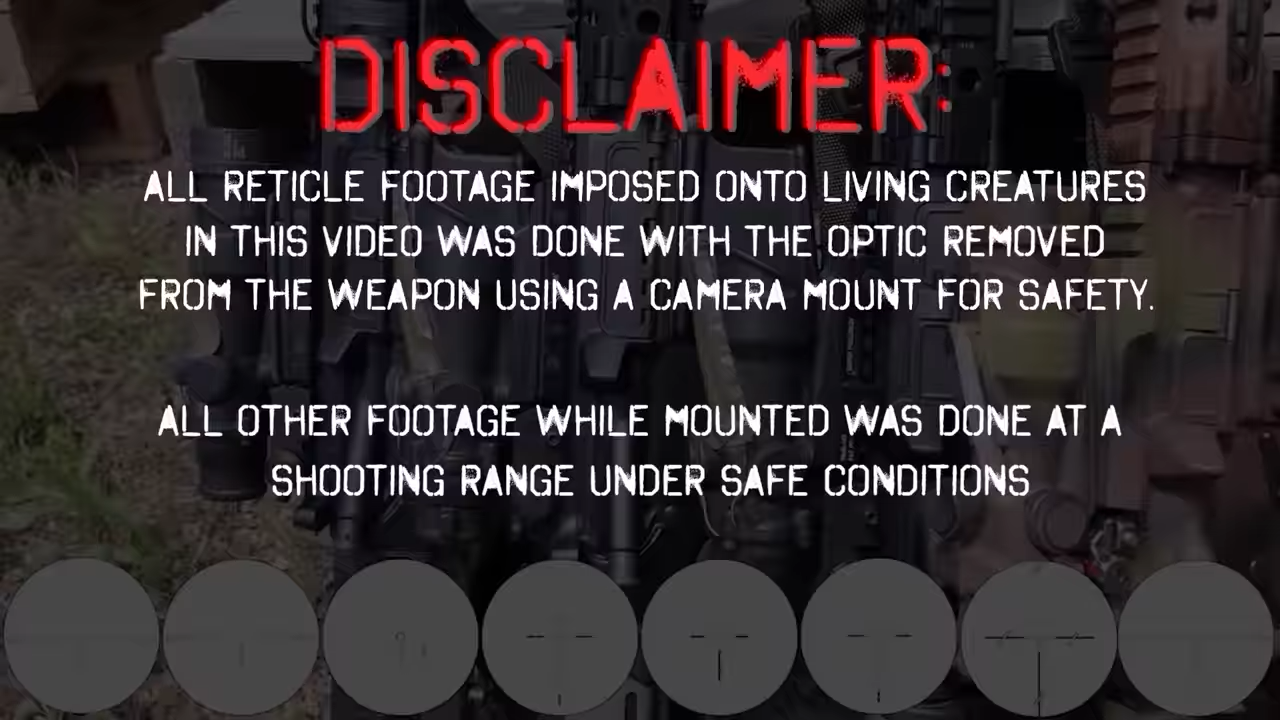 DISCLAIMER:
ALL RETICLE FOOTAGE IMPOSED ONTO LIVING CREATURES
IN THIS VIDEO WAS DONE WITH THE OPTIC REMOVED
FROM THE WEAPON USING A CAMERA MOUNT FOR SAFETY.
ALL OTHER FOOTAGE WHILE MOUNTED WAS DONE AT A
SHOOTING RANGE UNDER SAFE CONDITIONS